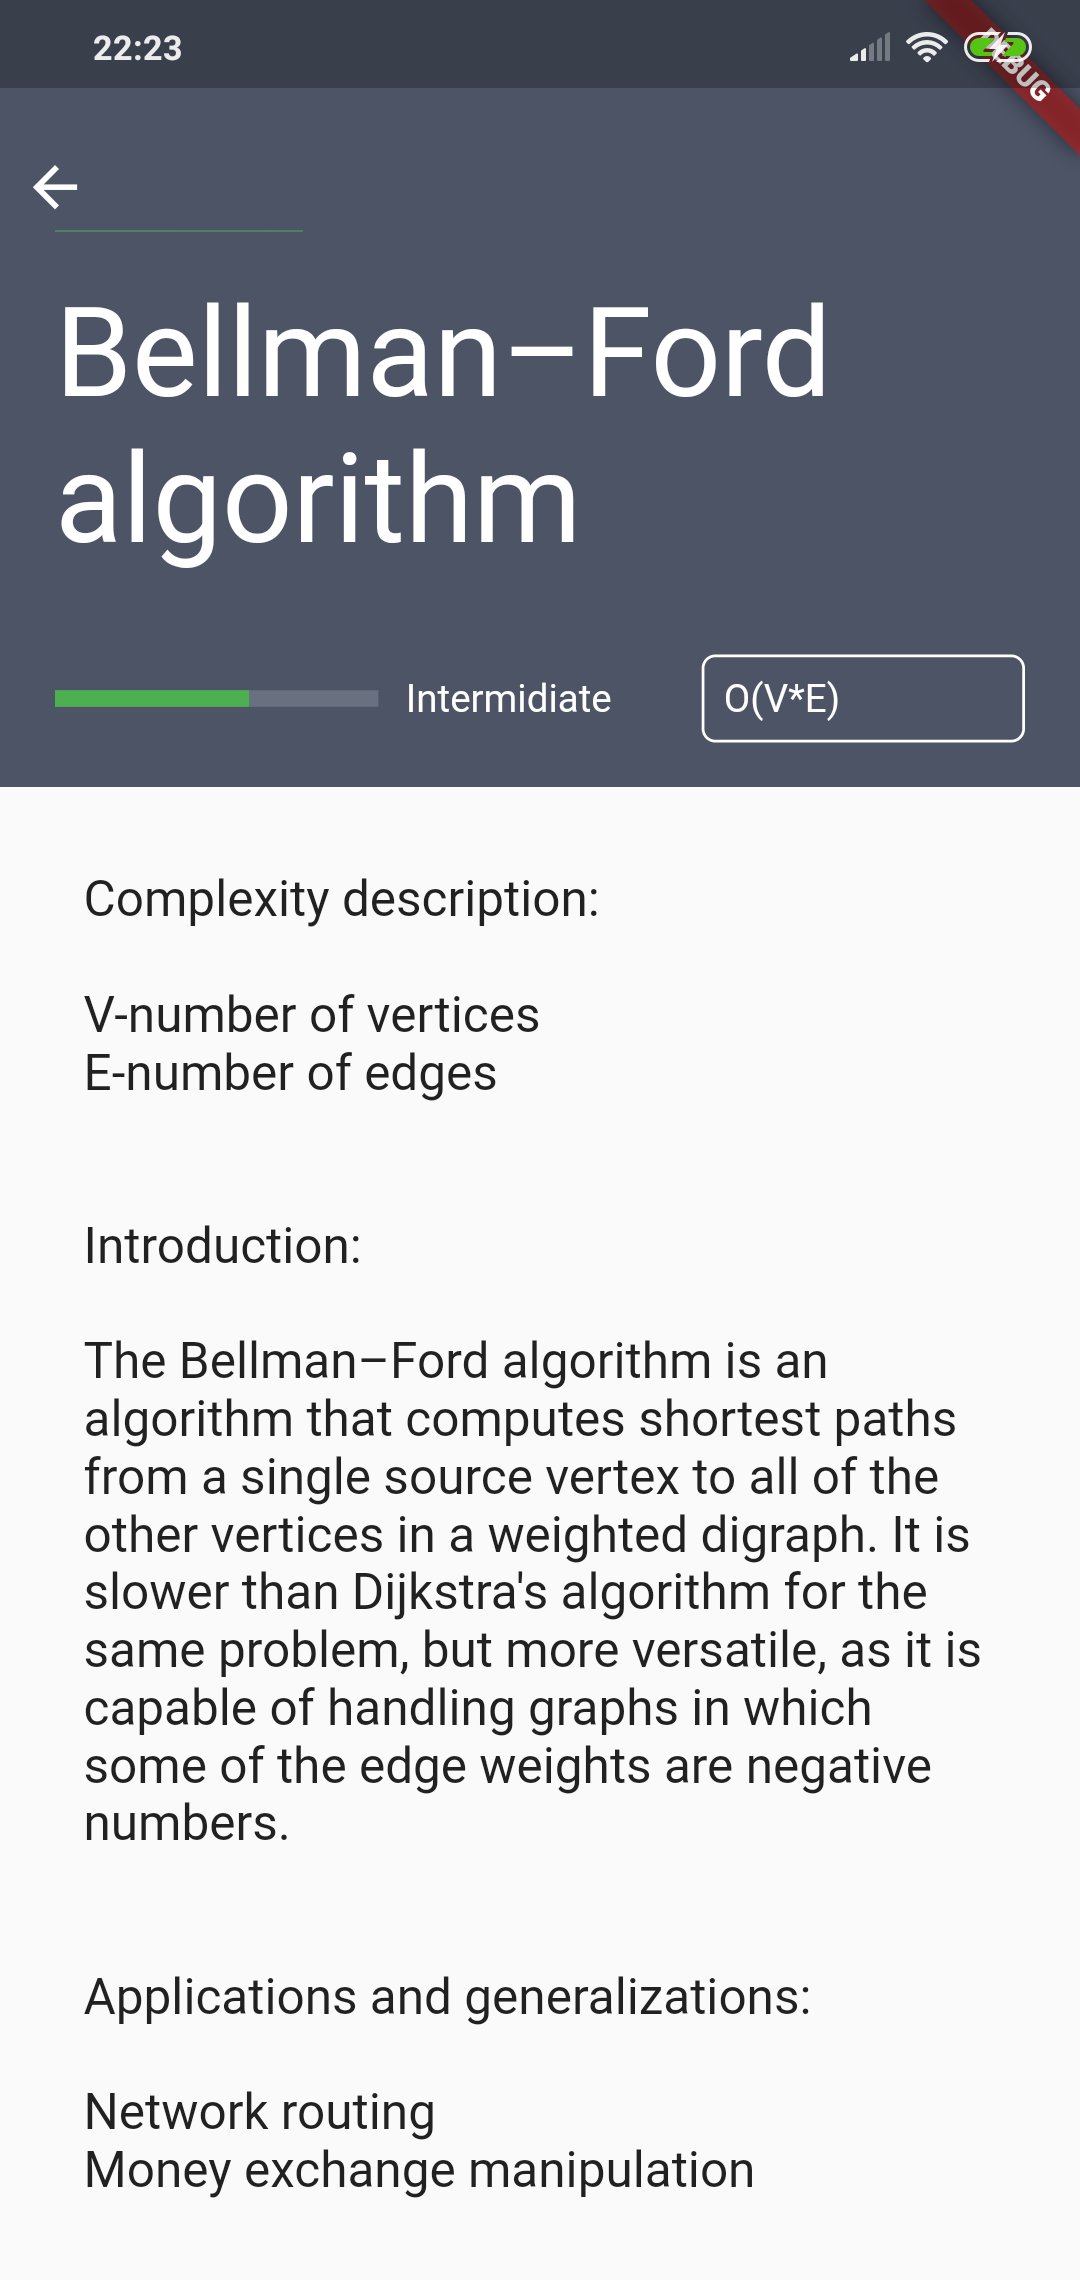 22:23
DEBUG
Bellman–Ford
algorithm
Intermidiate
O(V*E)
Complexity description:
V-number of vertices
E-number of edges
Introduction:
The Bellman–Ford algorithm is an
algorithm that computes shortest paths
from a single source vertex to all of the
other vertices in a weighted digraph. It is
slower than Dijkstra's algorithm for the
same problem, but more versatile, as it is
capable of handling graphs in which
some of the edge weights are negative
numbers.
Applications and generalizations:
Network routing
Money exchange manipulation